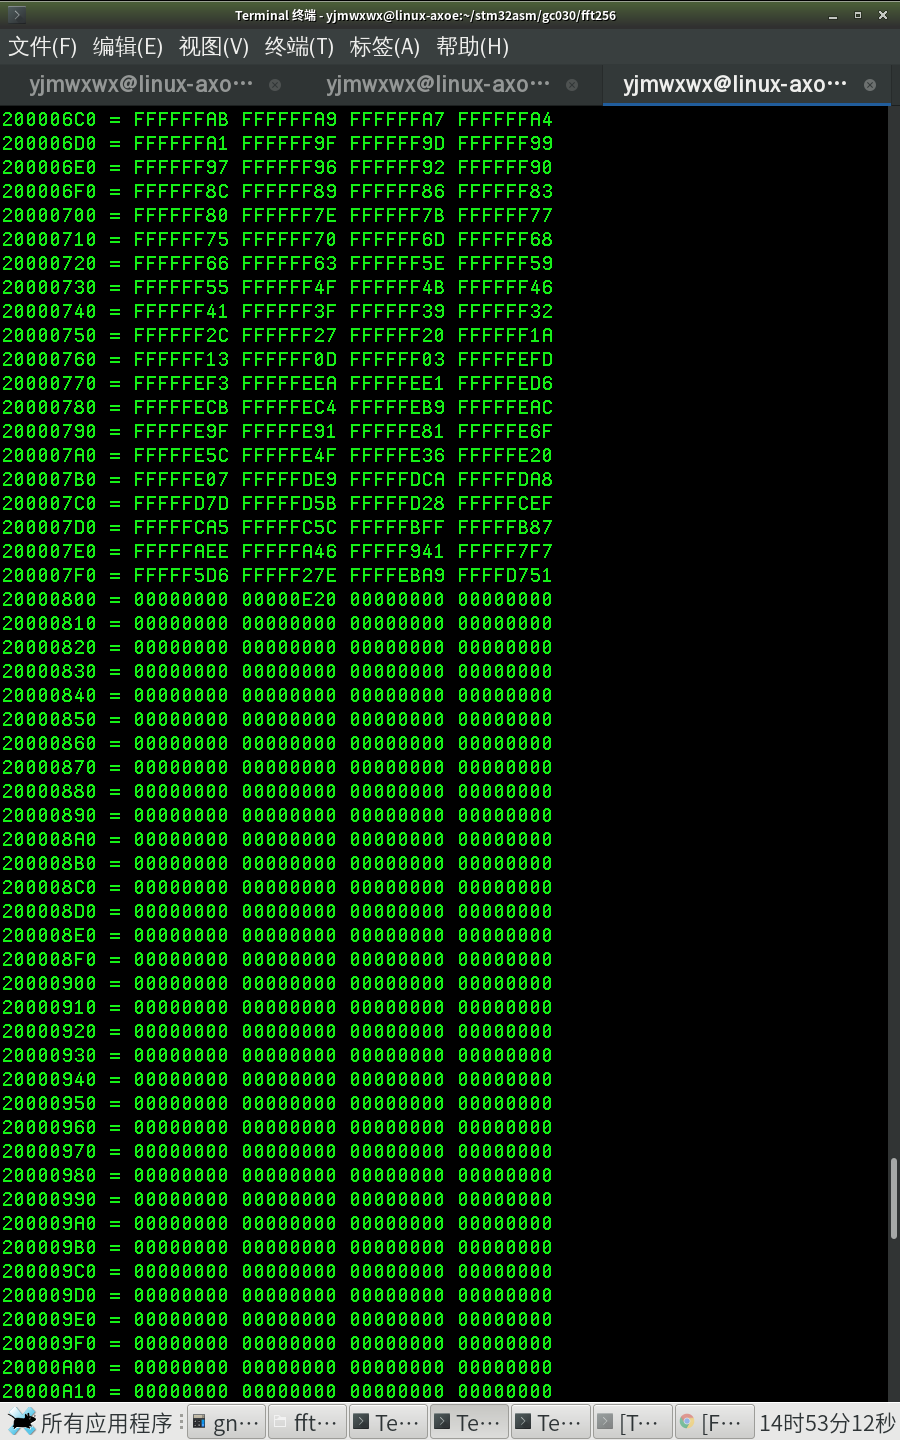 Terminal 终端 - yjmwxwx@linux-axoe:~/stm32asm/gc030/fft256
文件(F) 编辑(E) 视图(V) 终端(T) 标签(A) 帮助(H)
yjmwxwx@linux-axo… yjmwxwx@linux-axo… yjmwxwx@linux-axo…
200006C0 = FFFFFFAB FFFFFFA9 FFFFFFA7 FFFFFFA4
200006D0 = FFFFFFA1 FFFFFF9F FFFFFF9D FFFFFF99
200006E0 = FFFFFF97 FFFFFF96 FFFFFF92 FFFFFF90
200006F0 = FFFFFF8C FFFFFF89 FFFFFF86 FFFFFF83
20000700 = FFFFFF80 FFFFFF7E FFFFFF7B FFFFFF77
20000710 = FFFFFF75 FFFFFF70 FFFFFF6D FFFFFF68
20000720 = FFFFFF66 FFFFFF63 FFFFFF5E FFFFFF59
20000730 = FFFFFF55 FFFFFF4F FFFFFF4B FFFFFF46
20000740 = FFFFFF41 FFFFFF3F FFFFFF39 FFFFFF32
20000750 = FFFFFF2C FFFFFF27 FFFFFF20 FFFFFF1A
20000760 = FFFFFF13 FFFFFF0D FFFFFF03 FFFFFEFD
20000770 = FFFFFEF3 FFFFFEEA FFFFFEE1 FFFFFED6
20000780 = FFFFFECB FFFFFEC4 FFFFFEB9 FFFFFEAC
20000790 = FFFFFE9F FFFFFE91 FFFFFE81 FFFFFE6F
200007A0 = FFFFFE5C FFFFFE4F FFFFFE36 FFFFFE20
200007B0 = FFFFFE07 FFFFFDE9 FFFFFDCA FFFFFDA8
200007C0 = FFFFFD7D FFFFFD5B FFFFFD28 FFFFFCEF
200007D0 = FFFFFCA5 FFFFFC5C FFFFFBFF FFFFFB87
200007E0 = FFFFFAEE FFFFFA46 FFFFF941 FFFFF7F7
200007F0 = FFFFF5D6 FFFFF27E FFFFEBA9 FFFFD751
20000800 = 00000000 00000E20 00000000 00000000
20000810 = 00000000 00000000 00000000 00000000
20000820 = 00000000 00000000 00000000 00000000
20000830 = 00000000 00000000 00000000 00000000
20000840 = 00000000 00000000 00000000 00000000
20000850 = 00000000 00000000 00000000 00000000
20000860 = 00000000 00000000 00000000 00000000
20000870 = 00000000 00000000 00000000 00000000
20000880 = 00000000 00000000 00000000 00000000
20000890 = 00000000 00000000 00000000 00000000
200008A0 = 00000000 00000000 00000000 00000000
200008B0 = 00000000 00000000 00000000 00000000
200008C0 = 00000000 00000000 00000000 00000000
200008D0 = 00000000 00000000 00000000 00000000
200008E0 = 00000000 00000000 00000000 00000000
200008F0 = 00000000 00000000 00000000 00000000
20000900 = 00000000 00000000 00000000 00000000
20000910 = 00000000 00000000 00000000 00000000
20000920 = 00000000 00000000 00000000 00000000
20000930 = 00000000 00000000 00000000 00000000
20000940 = 00000000 00000000 00000000 00000000
20000950 = 00000000 00000000 00000000 00000000
20000960 = 00000000 00000000 00000000 00000000
20000970 = 00000000 00000000 00000000 00000000
20000980 = 00000000 00000000 00000000 00000000
20000990 = 00000000 00000000 00000000 00000000
200009A0 = 00000000 00000000 00000000 00000000
200009B0 = 00000000 00000000 00000000 00000000
200009C0 = 00000000 00000000 00000000 00000000
200009D0 = 00000000 00000000 00000000 00000000
200009E0 = 00000000 00000000 00000000 00000000
200009F0 = 00000000 00000000 00000000 00000000
20000A00 = 00000000 00000000 00000000 00000000
20000A10 = 00000000 00000000 00000000 00000000
所有应用程序 gn… fft… Te… Te… Te… [T… [F… 14时53分12秒